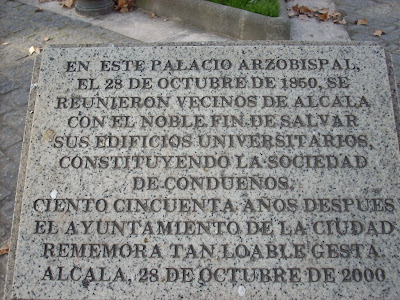 EN ESTE PALACIO ARZOBISPAL,
EL 28 DE OCTUBRE DE 1850, SE
REUNIERON VECINOS DE ALCALA
CON EL NOBLE FIN DE SALVAR
SUS EDIFICIOS UNIVERSITARIOS,
CONSTITUYENDO LA SOCIEDAD
DE CONDUEÑOS.
CIENTO CINCUENTA AÑOS DESPUES
EL AYUNTAMIENTO DE LA CIUDAD
REMEMORA TAN LOABLE GESTA
ALCALA, 28 DE OCTUBRE DE 2000